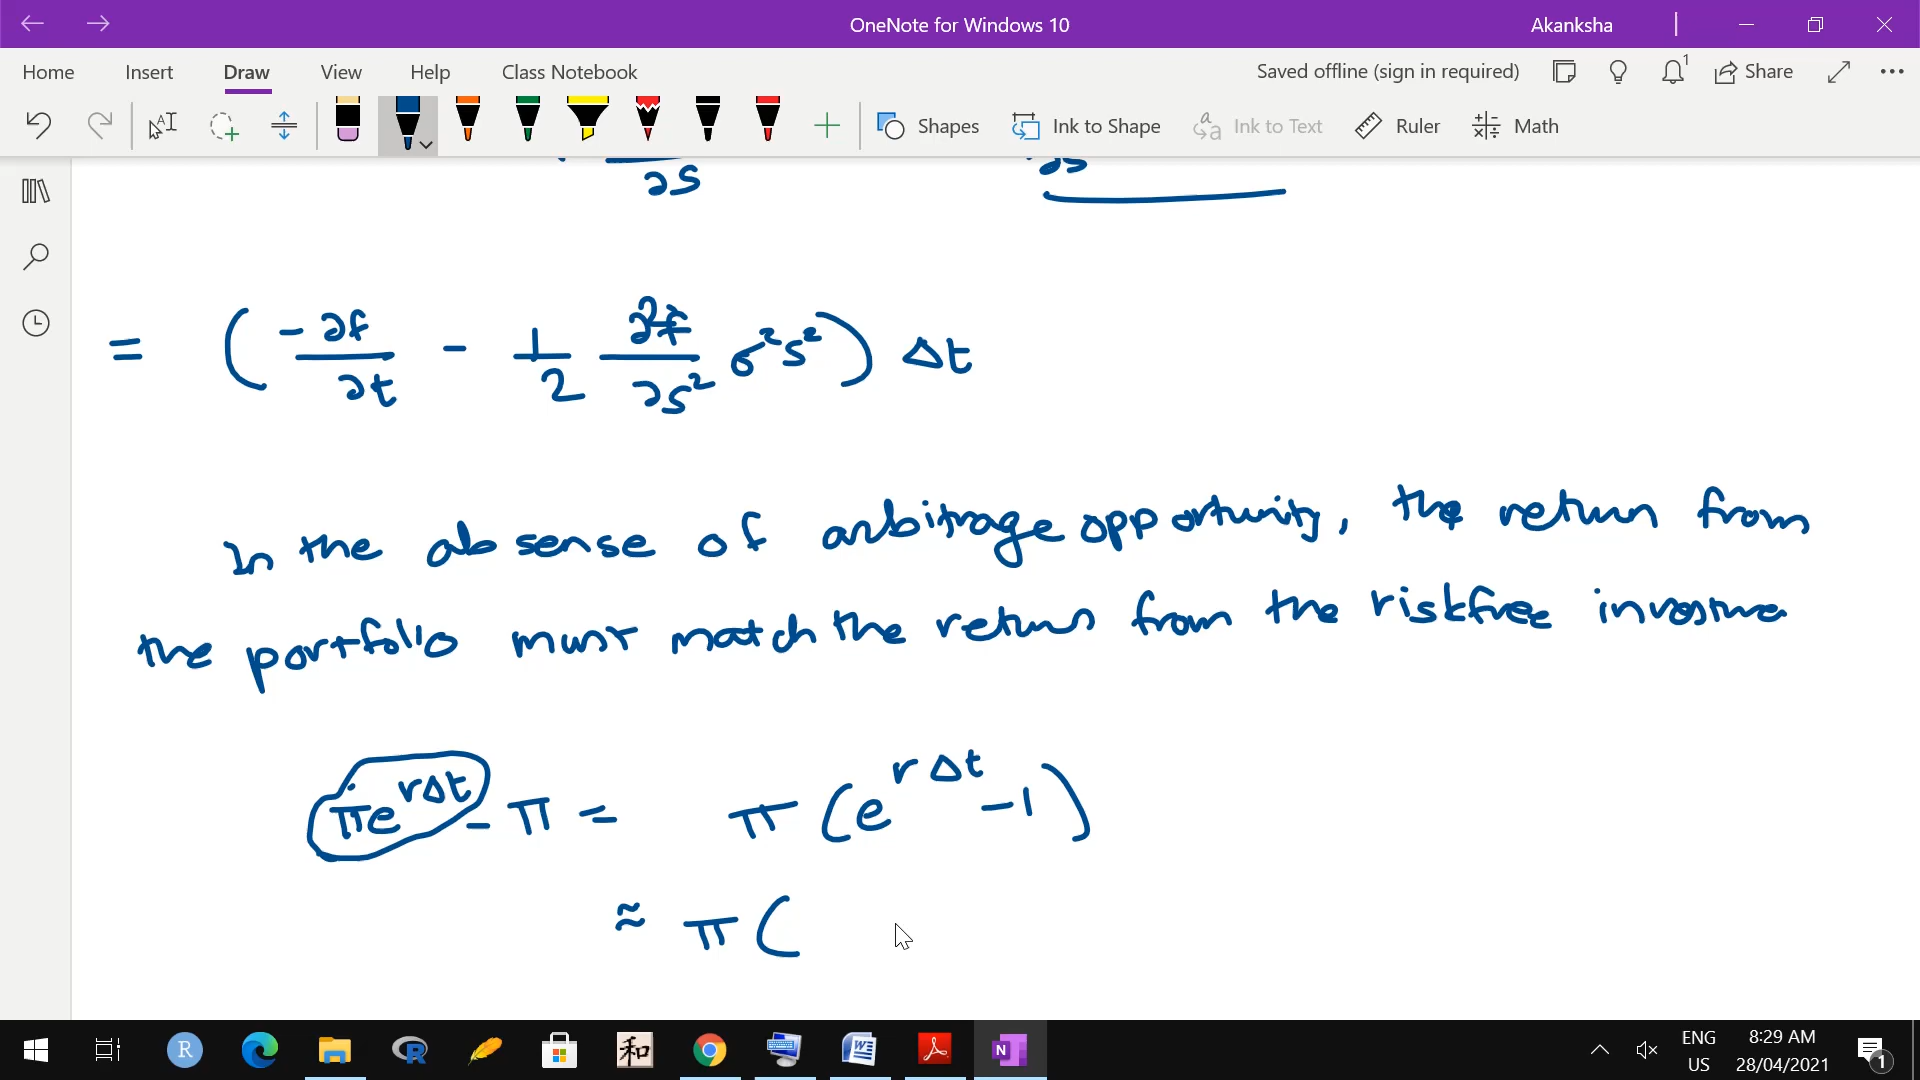 OneNote for Windows 10
Akanksha
Home Insert Draw View Help Class Notebook
Saved offline (sign in required) 1 Share
Shapes Ink to Shape Ink to Text Ruler Math
∂S ∂S
= (-∂f/∂t - 1/2 ∂²f/∂S² σ²S²) Δt
In the absense of arbitrage opportunity, the return from
the portfolio must match the return from the riskfree investme
πe^rΔt - π = π (e^rΔt - 1)
≈ π (
ENG 8:29 AM
US 28/04/2021 1